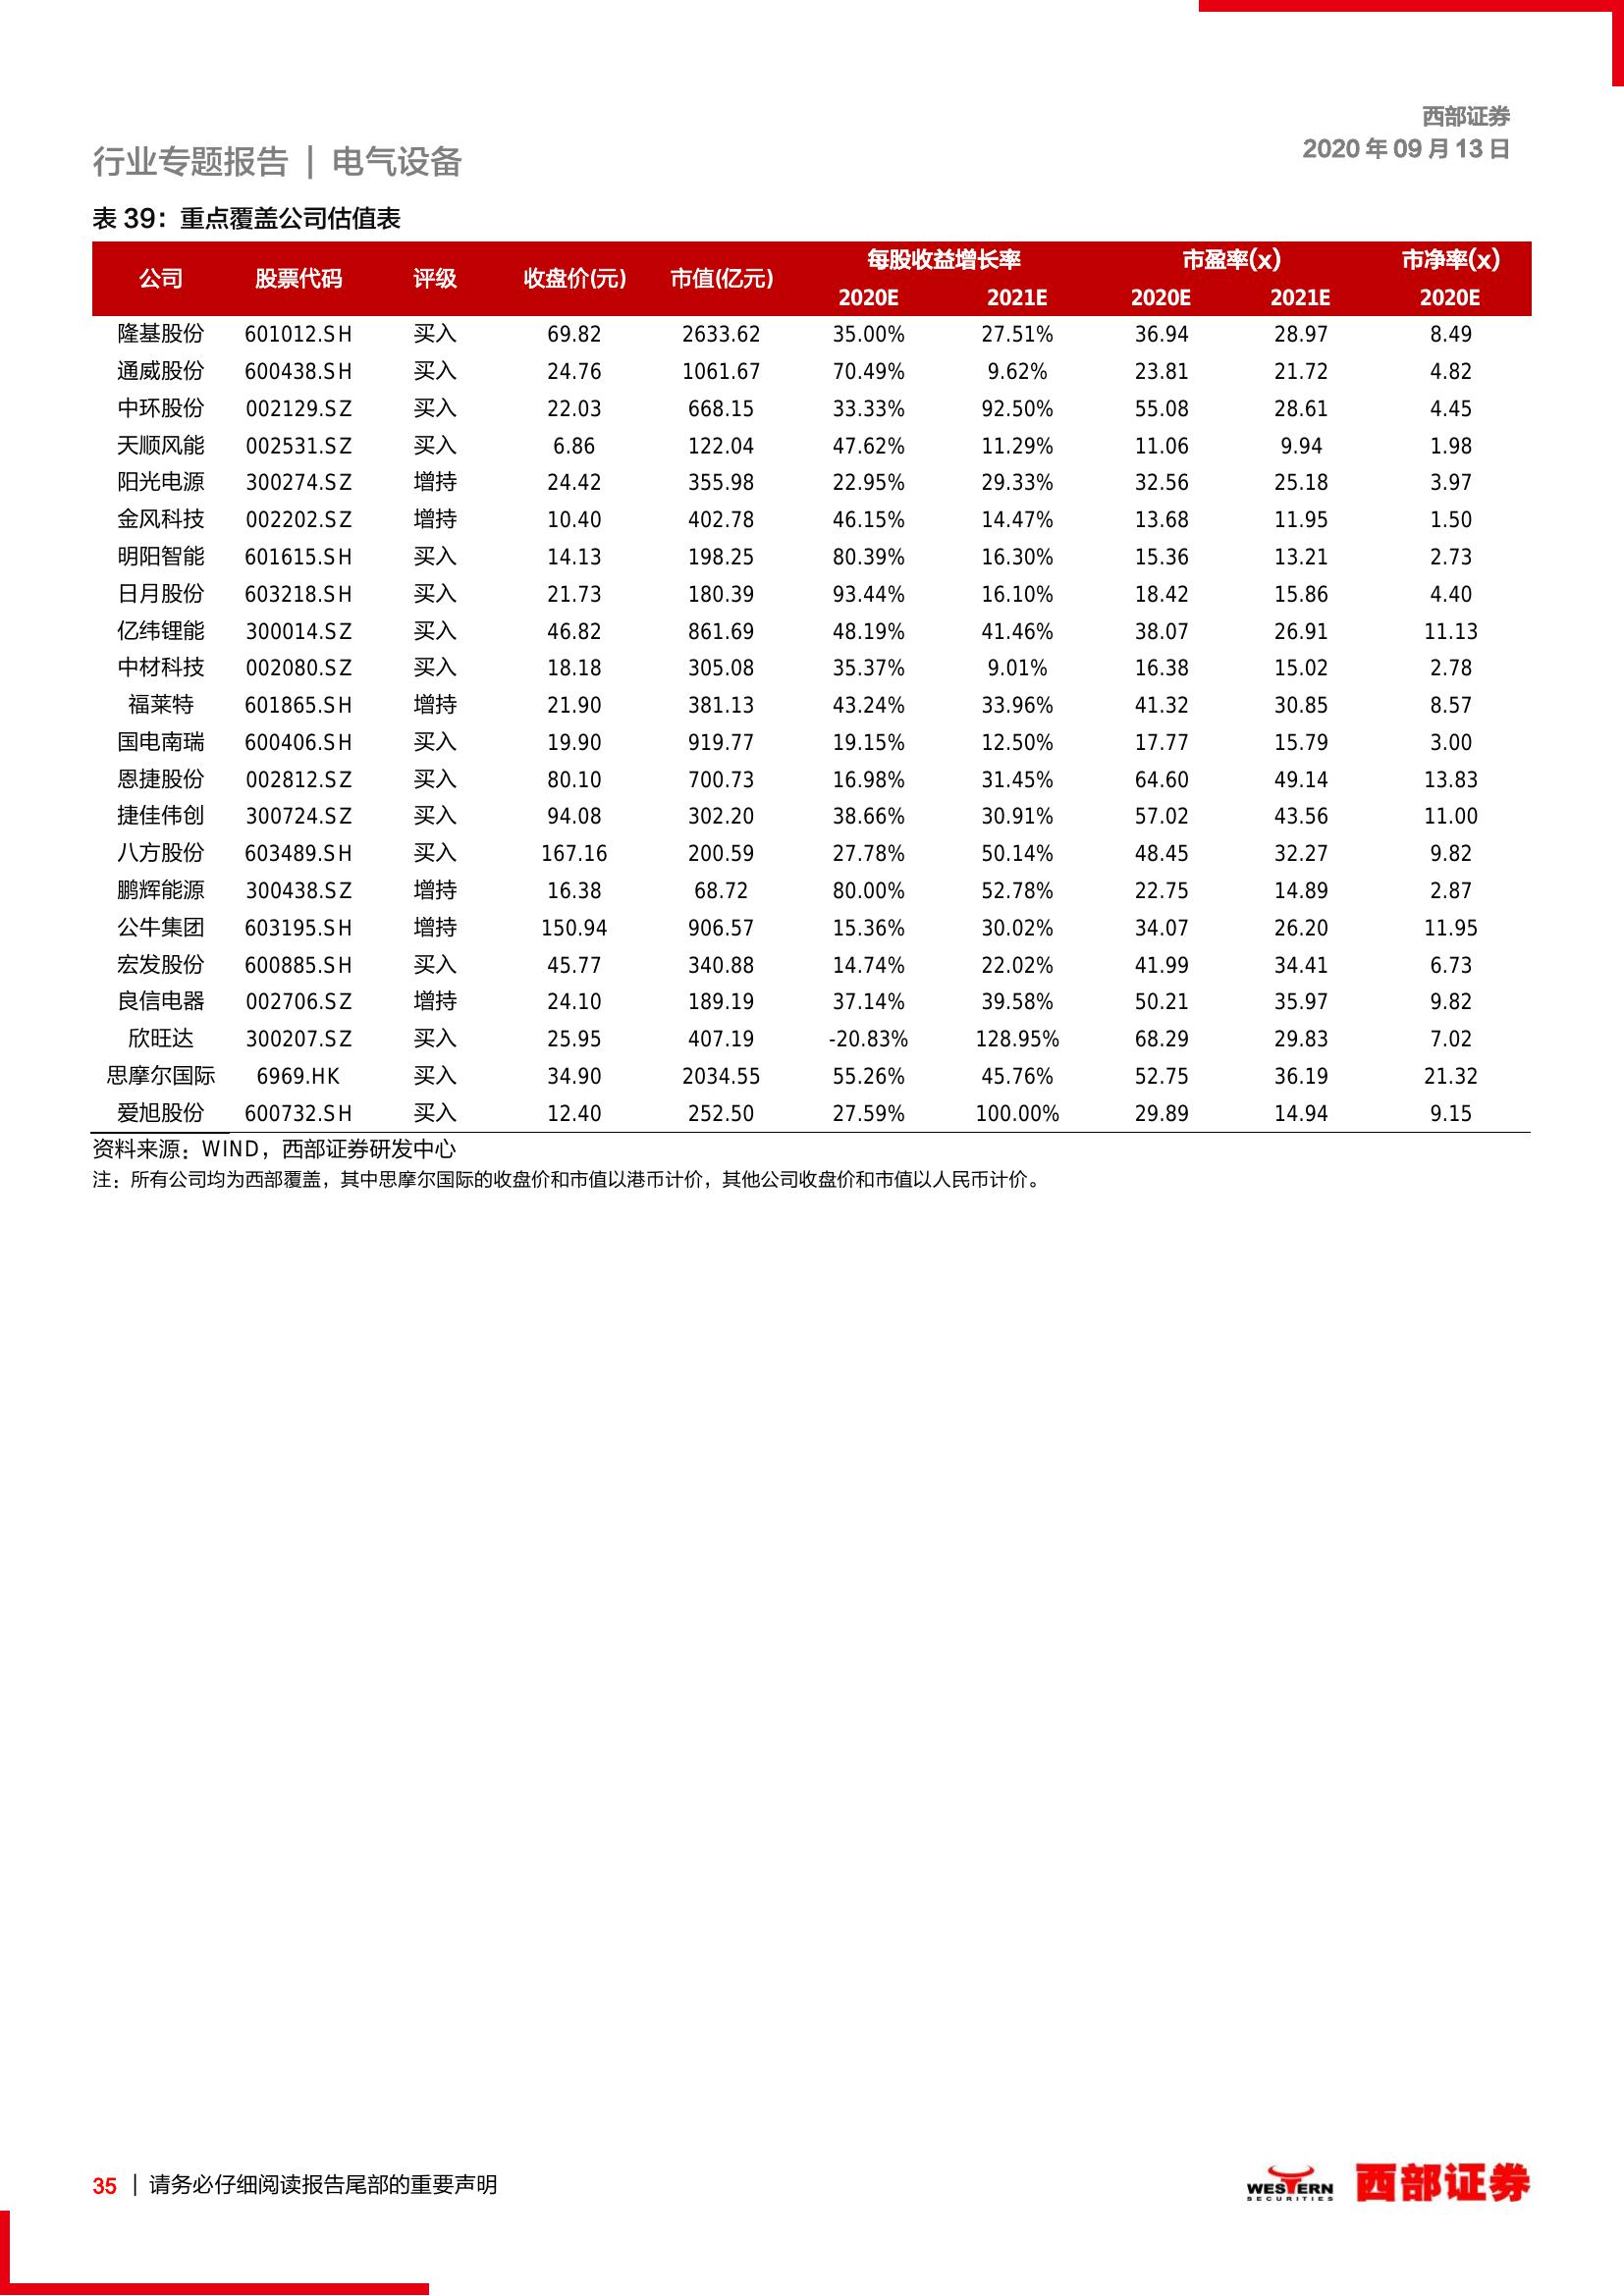 西部证券
2020 年 09 月 13 日
行业专题报告 | 电气设备
表 39：重点覆盖公司估值表
公司 股票代码 评级 收盘价(元) 市值(亿元) 每股收益增长率 市盈率(x) 市净率(x)
2020E 2021E 2020E 2021E 2020E
隆基股份 601012.SH 买入 69.82 2633.62 35.00% 27.51% 36.94 28.97 8.49
通威股份 600438.SH 买入 24.76 1061.67 70.49% 9.62% 23.81 21.72 4.82
中环股份 002129.SZ 买入 22.03 668.15 33.33% 92.50% 55.08 28.61 4.45
天顺风能 002531.SZ 买入 6.86 122.04 47.62% 11.29% 11.06 9.94 1.98
阳光电源 300274.SZ 增持 24.42 355.98 22.95% 29.33% 32.56 25.18 3.97
金风科技 002202.SZ 增持 10.40 402.78 46.15% 14.47% 13.68 11.95 1.50
明阳智能 601615.SH 买入 14.13 198.25 80.39% 16.30% 15.36 13.21 2.73
日月股份 603218.SH 买入 21.73 180.39 93.44% 16.10% 18.42 15.86 4.40
亿纬锂能 300014.SZ 买入 46.82 861.69 48.19% 41.46% 38.07 26.91 11.13
中材科技 002080.SZ 买入 18.18 305.08 35.37% 9.01% 16.38 15.02 2.78
福莱特 601865.SH 增持 21.90 381.13 43.24% 33.96% 41.32 30.85 8.57
国电南瑞 600406.SH 买入 19.90 919.77 19.15% 12.50% 17.77 15.79 3.00
恩捷股份 002812.SZ 买入 80.10 700.73 16.98% 31.45% 64.60 49.14 13.83
捷佳伟创 300724.SZ 买入 94.08 302.20 38.66% 30.91% 57.02 43.56 11.00
八方股份 603489.SH 买入 167.16 200.59 27.78% 50.14% 48.45 32.27 9.82
鹏辉能源 300438.SZ 增持 16.38 68.72 80.00% 52.78% 22.75 14.89 2.87
公牛集团 603195.SH 增持 150.94 906.57 15.36% 30.02% 34.07 26.20 11.95
宏发股份 600885.SH 买入 45.77 340.88 14.74% 22.02% 41.99 34.41 6.73
良信电器 002706.SZ 增持 24.10 189.19 37.14% 39.58% 50.21 35.97 9.82
欣旺达 300207.SZ 买入 25.95 407.19 -20.83% 128.95% 68.29 29.83 7.02
思摩尔国际 6969.HK 买入 34.90 2034.55 55.26% 45.76% 52.75 36.19 21.32
爱旭股份 600732.SH 买入 12.40 252.50 27.59% 100.00% 29.89 14.94 9.15
资料来源：WIND，西部证券研发中心
注：所有公司均为西部覆盖，其中思摩尔国际的收盘价和市值以港币计价，其他公司收盘价和市值以人民币计价。
35 | 请务必仔细阅读报告尾部的重要声明
WESTERN
SECURITIES
西部证券